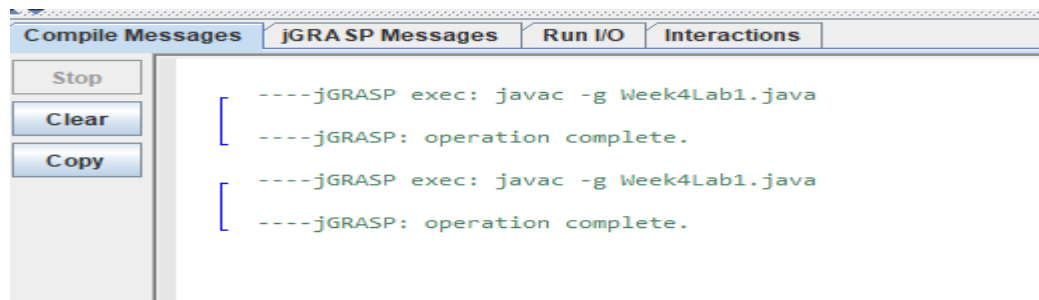 Compile Messages jGRASP Messages Run I/O Interactions
Stop
Clear
Copy
----jGRASP exec: javac -g Week4Lab1.java
----jGRASP: operation complete.
----jGRASP exec: javac -g Week4Lab1.java
----jGRASP: operation complete.